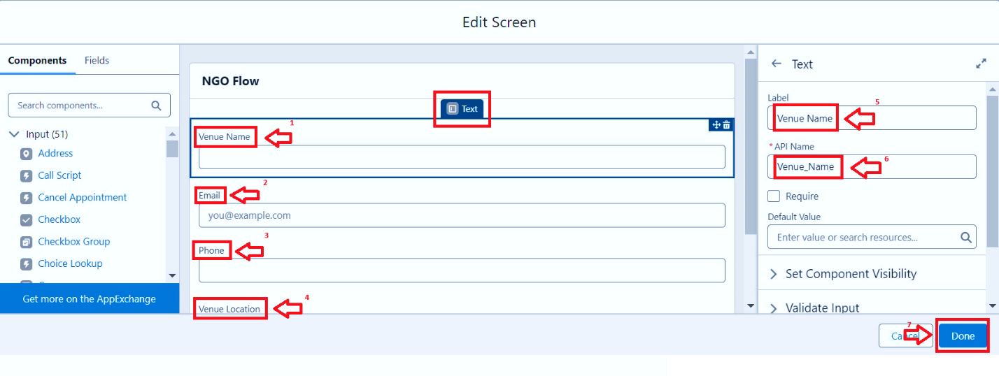 Edit Screen
Components
Fields
Search components...
Input (51)
Address
Call Script
Cancel Appointment
Checkbox
Checkbox Group
Choice Lookup
Get more on the AppExchange
NGO Flow
Text
Venue Name
1
Email
2
you@example.com
Phone
3
Venue Location
4
Text
Label
Venue Name
5
* API Name
Venue_Name
6
Require
Default Value
Enter value or search resources...
Set Component Visibility
Validate Input
Cancel
7
Done